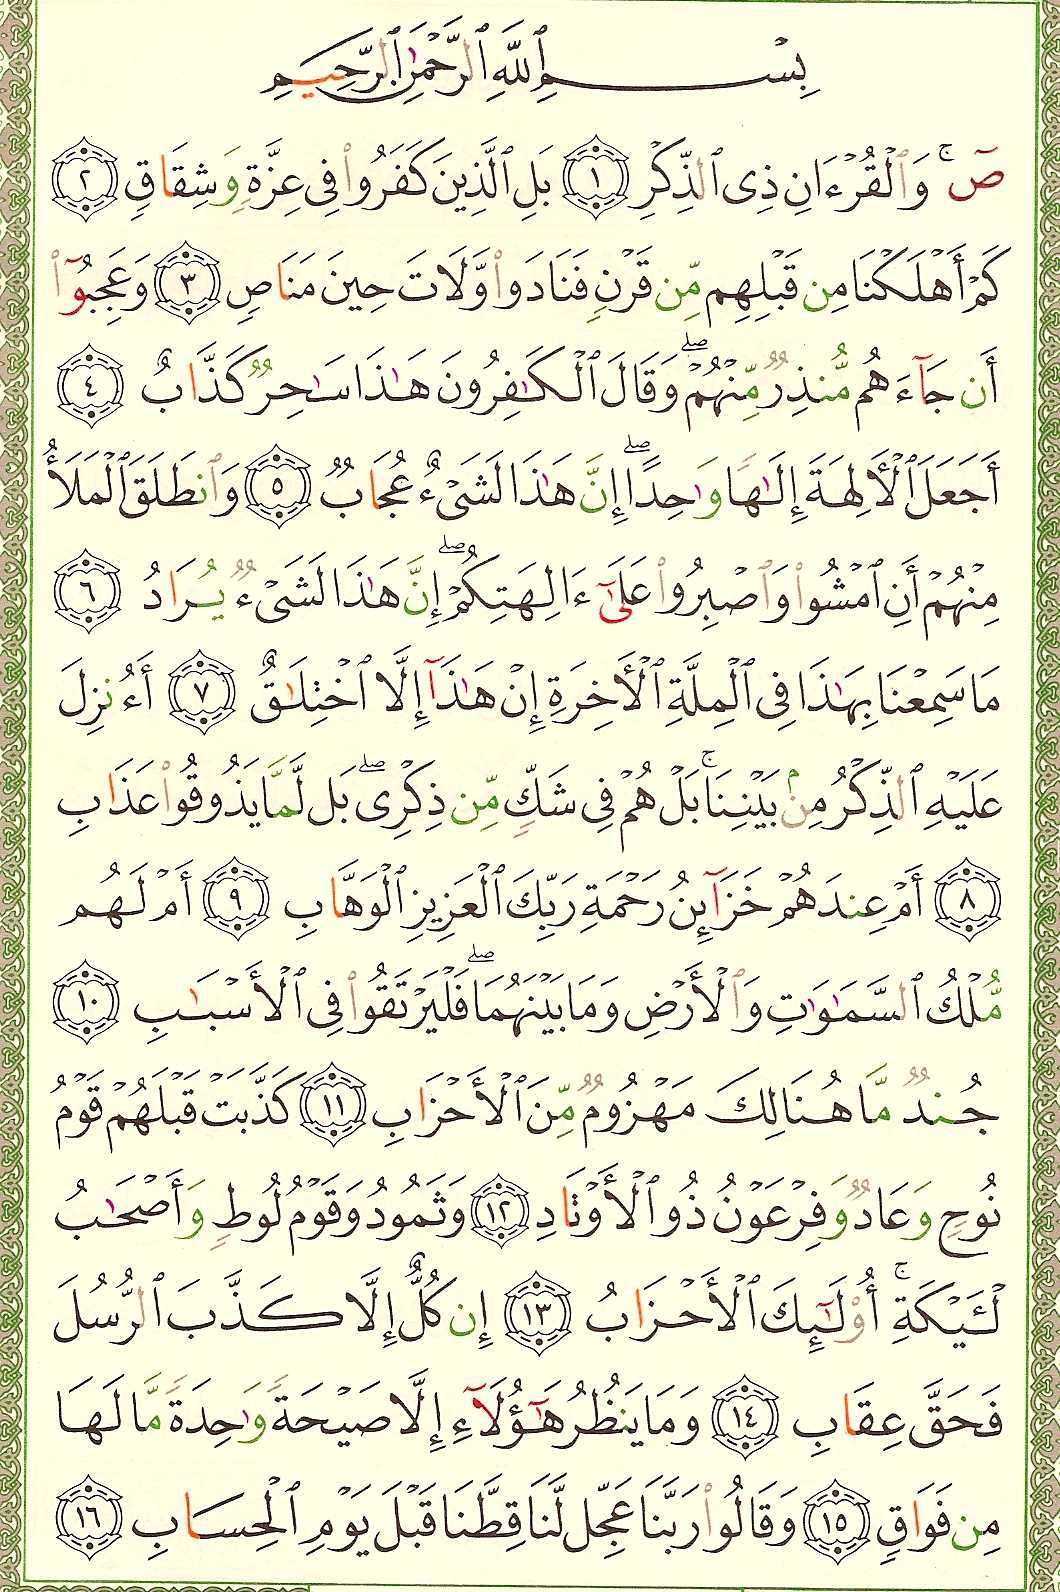 بِسْمِ ٱللَّهِ ٱلرَّحْمَٰنِ ٱلرَّحِيمِ
صٓ ۚ وَٱلْقُرْءَانِ ذِى ٱلذِّكْرِ ١ بَلِ ٱلَّذِينَ كَفَرُوا۟ فِى عِزَّةٍ وَشِقَاقٍ ٢
كَمْ أَهْلَكْنَا مِن قَبْلِهِم مِّن قَرْنٍ فَنَادَوا۟ وَّلَاتَ حِينَ مَنَاصٍ ٣ وَعَجِبُوٓا۟
أَن جَآءَهُم مُّنذِرٌ مِّنْهُمْ ۖ وَقَالَ ٱلْكَٰفِرُونَ هَٰذَا سَٰحِرٌ كَذَّابٌ ٤
أَجَعَلَ ٱلْأَلِهَةَ إِلَٰهًا وَٰحِدًا ۖ إِنَّ هَٰذَا لَشَىْءٌ عُجَابٌ ٥ وَٱنطَلَقَ ٱلْمَلَأُ
مِنْهُمْ أَنِ ٱمْشُوا۟ وَٱصْبِرُوا۟ عَلَىٰٓ ءَالِهَتِكُمْ ۖ إِنَّ هَٰذَا لَشَىْءٌ يُرَادُ ٦
مَا سَمِعْنَا بِهَٰذَا فِى ٱلْمِلَّةِ ٱلْأَخِرَةِ إِنْ هَٰذَآ إِلَّا ٱخْتِلَٰقٌ ٧ أَءُنزِلَ
عَلَيْهِ ٱلذِّكْرُ مِنۢ بَيْنِنَا ۚ بَلْ هُمْ فِى شَكٍّ مِّن ذِكْرِى ۖ بَل لَّمَّا يَذُوقُوا۟ عَذَابِ
٨ أَمْ عِندَهُمْ خَزَآئِنُ رَحْمَةِ رَبِّكَ ٱلْعَزِيزِ ٱلْوَهَّابِ ٩ أَمْ لَهُم
مُّلْكُ ٱلسَّمَٰوَٰتِ وَٱلْأَرْضِ وَمَا بَيْنَهُمَا ۖ فَلْيَرْتَقُوا۟ فِى ٱلْأَسْبَٰبِ ١٠
جُندٌ مَّا هُنَالِكَ مَهْزُومٌ مِّنَ ٱلْأَحْزَابِ ١١ كَذَّبَتْ قَبْلَهُمْ قَوْمُ
نُوحٍ وَعَادٌ وَفِرْعَوْنُ ذُو ٱلْأَوْتَادِ ١٢ وَثَمُودُ وَقَوْمُ لُوطٍ وَأَصْحَٰبُ
لْـَٔيْكَةِ ۚ أُو۟لَٰٓئِكَ ٱلْأَحْزَابُ ١٣ إِن كُلٌّ إِلَّا كَذَّبَ ٱلرُّسُلَ
فَحَقَّ عِقَابِ ١٤ وَمَا يَنظُرُ هَٰٓؤُلَآءِ إِلَّا صَيْحَةً وَٰحِدَةً مَّا لَهَا
مِن فَوَاقٍ ١٥ وَقَالُوا۟ رَبَّنَا عَجِّل لَّنَا قِطَّنَا قَبْلَ يَوْمِ ٱلْحِسَابِ ١٦